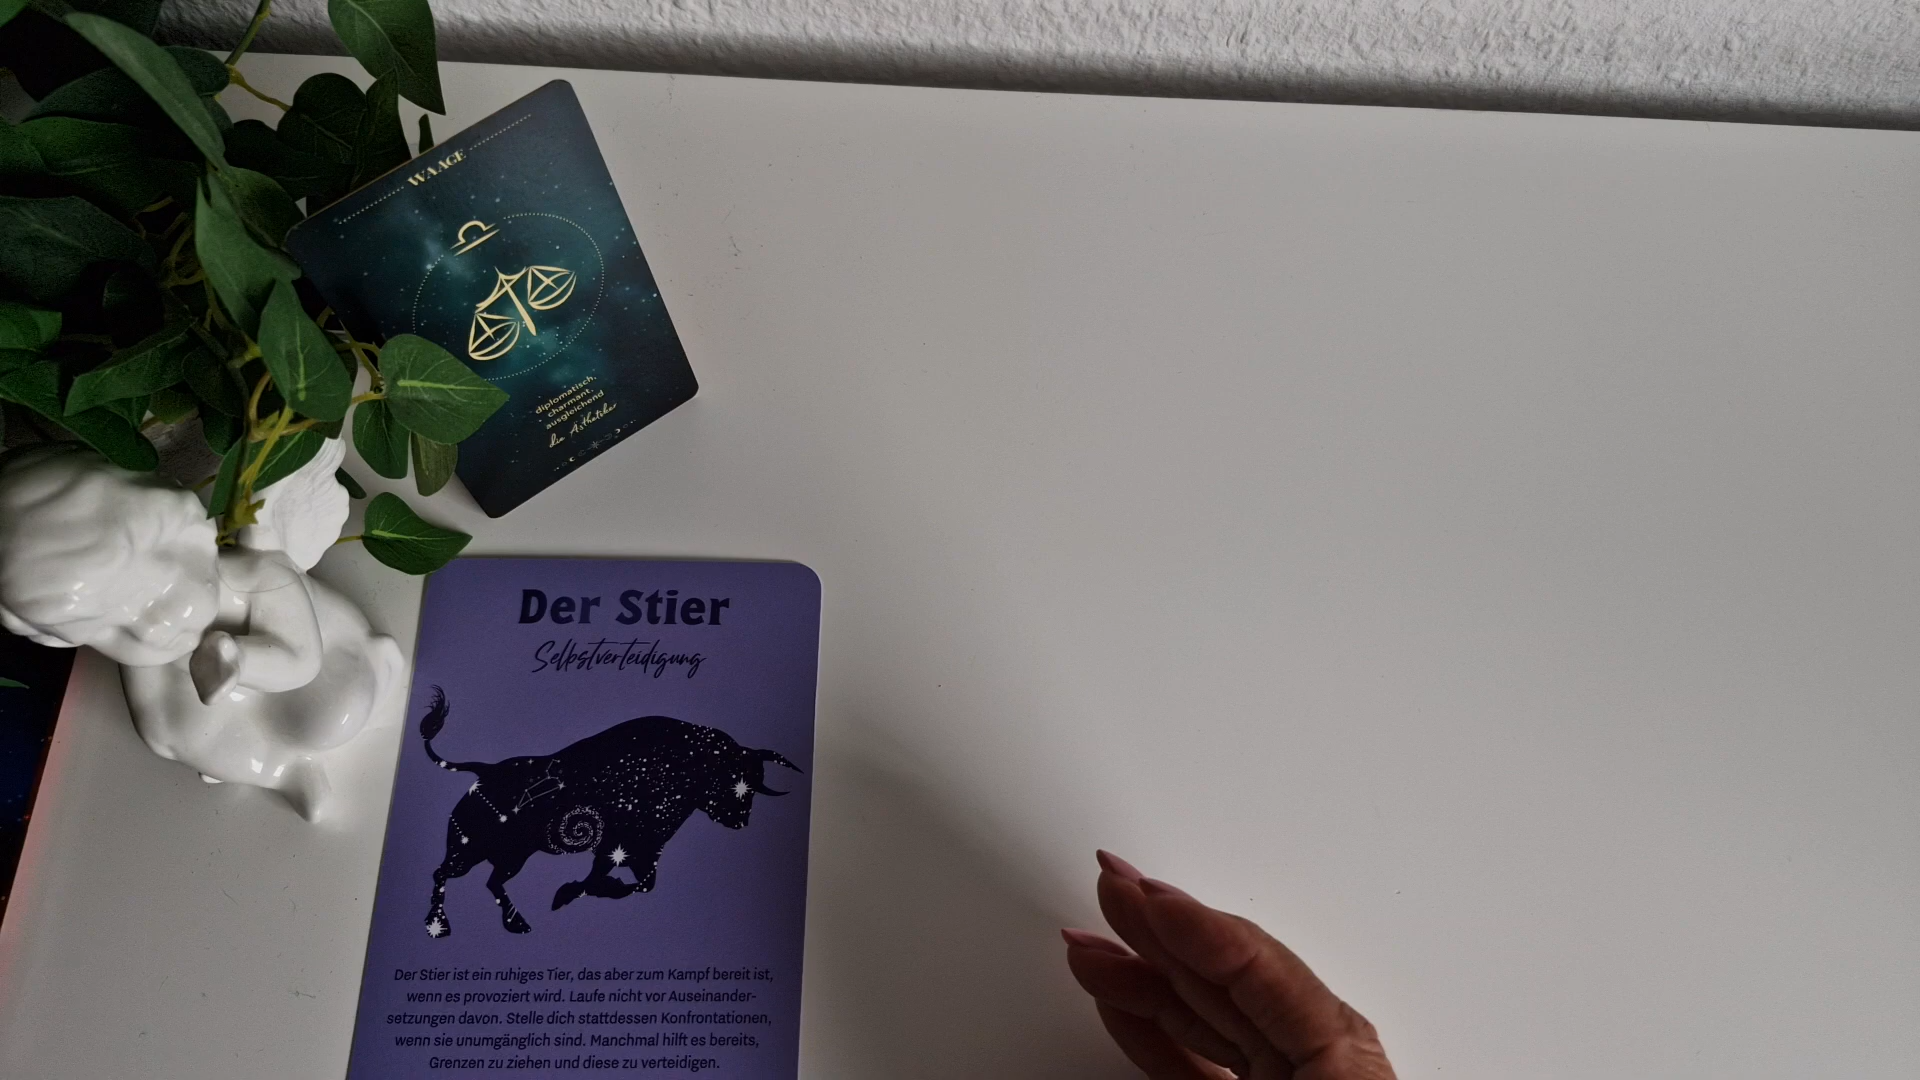 WAAGE
diplomatisch,
charmant,
ausgleichend
die Ästhetiker
Der Stier
Selbstverteidigung
Der Stier ist ein ruhiges Tier, das aber zum Kampf bereit ist,
wenn es provoziert wird. Laufe nicht vor Auseinander-
setzungen davon. Stelle dich stattdessen Konfrontationen,
wenn sie unumgänglich sind. Manchmal hilft es bereits,
Grenzen zu ziehen und diese zu verteidigen.